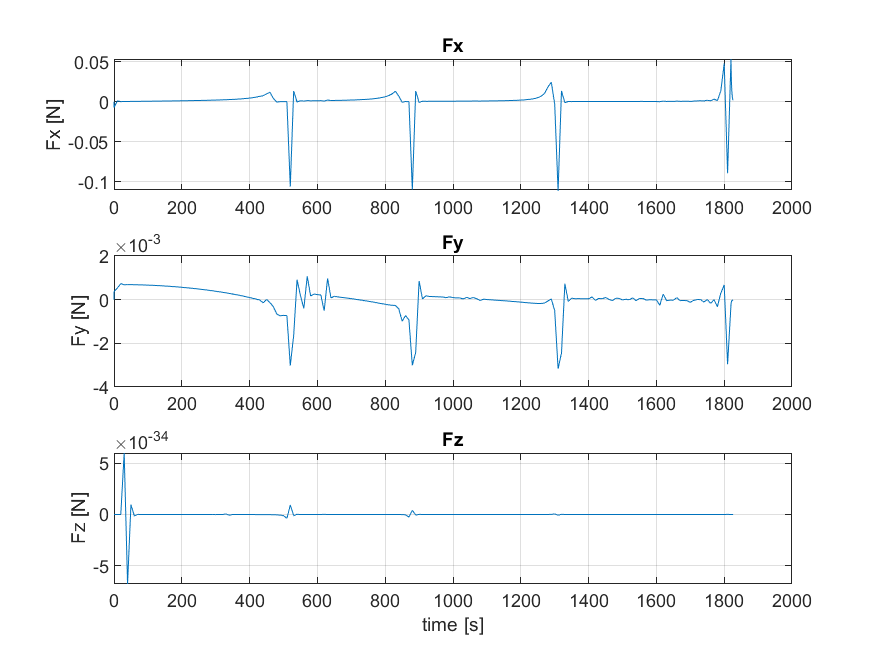 Fx
Fx [N]
0.05
0
-0.05
-0.1
0 200 400 600 800 1000 1200 1400 1600 1800 2000
×10⁻³
Fy
Fy [N]
2
0
-2
-4
0 200 400 600 800 1000 1200 1400 1600 1800 2000
×10⁻³⁴
Fz
Fz [N]
5
0
-5
0 200 400 600 800 1000 1200 1400 1600 1800 2000
time [s]